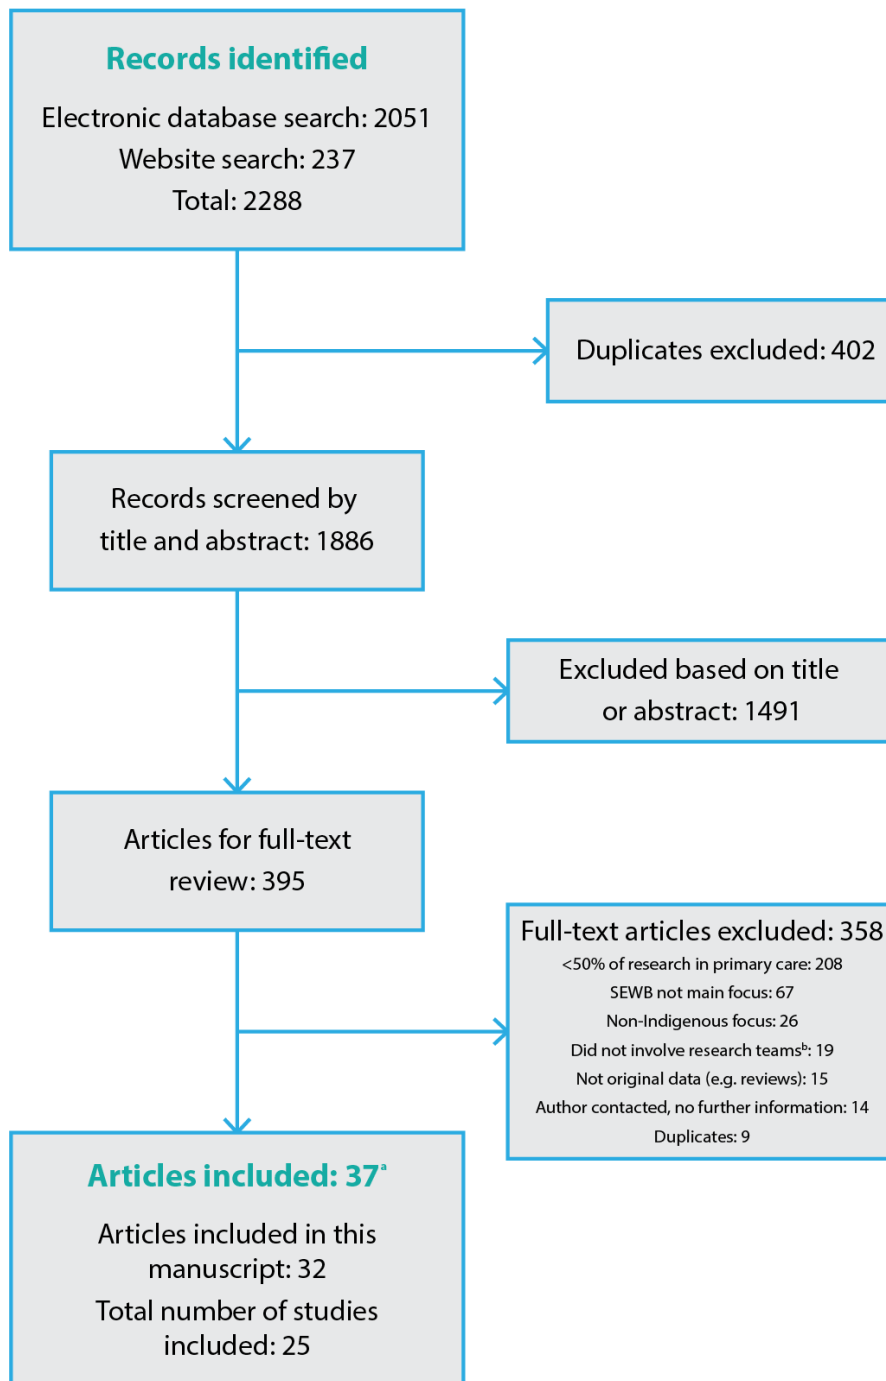 Records identified
Electronic database search: 2051
Website search: 237
Total: 2288
Duplicates excluded: 402
Records screened by
title and abstract: 1886
Excluded based on title
or abstract: 1491
Articles for full-text
review: 395
Full-text articles excluded: 358
<50% of research in primary care: 208
SEWB not main focus: 67
Non-Indigenous focus: 26
Did not involve research teamsᵇ: 19
Not original data (e.g. reviews): 15
Author contacted, no further information: 14
Duplicates: 9
Articles included: 37ᵃ
Articles included in this
manuscript: 32
Total number of studies
included: 25